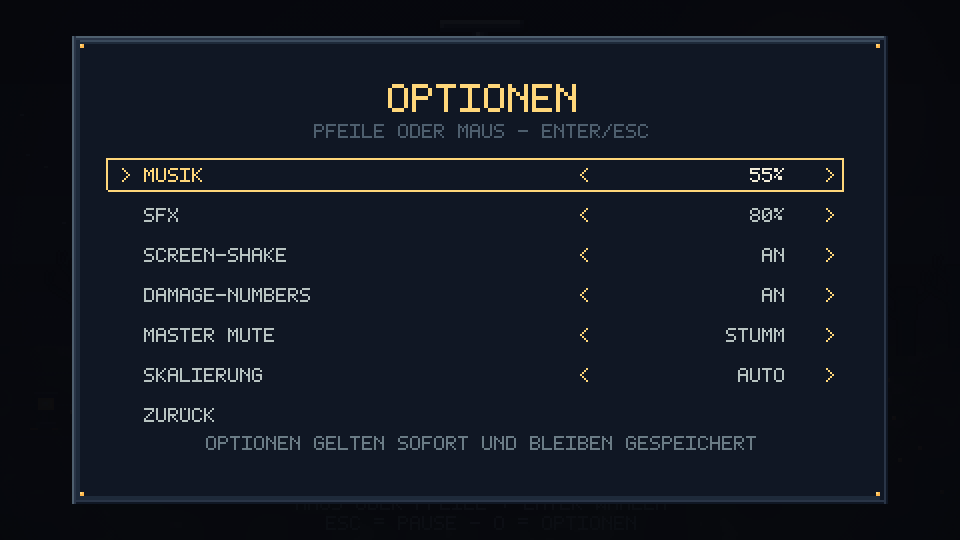 OPTIONEN
PFEILE ODER MAUS - ENTER/ESC
> MUSIK < 55% >
SFX < 80% >
SCREEN-SHAKE < AN >
DAMAGE-NUMBERS < AN >
MASTER MUTE < STUMM >
SKALIERUNG < AUTO >
ZURÜCK
OPTIONEN GELTEN SOFORT UND BLEIBEN GESPEICHERT
ESC = PAUSE - O = OPTIONEN